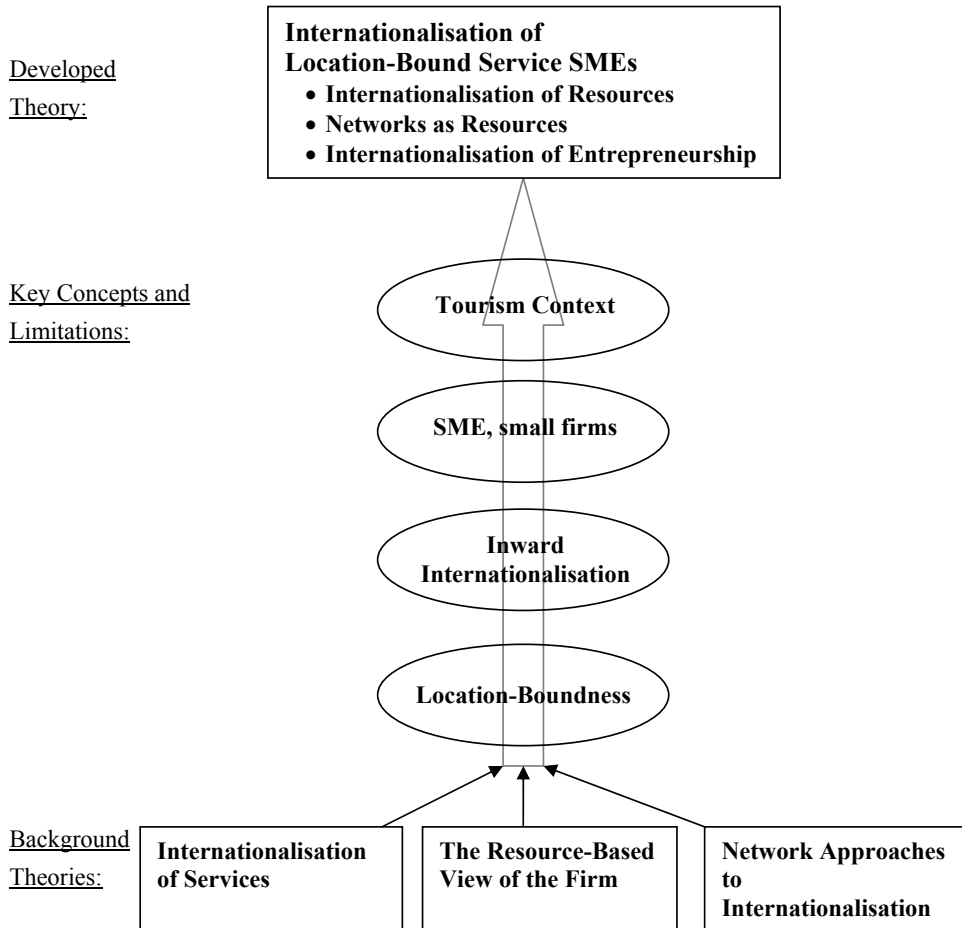 Developed
Theory:
Internationalisation of
Location-Bound Service SMEs
• Internationalisation of Resources
• Networks as Resources
• Internationalisation of Entrepreneurship
Key Concepts and
Limitations:
Tourism Context
SME, small firms
Inward
Internationalisation
Location-Boundness
Background
Theories:
Internationalisation
of Services
The Resource-Based
View of the Firm
Network Approaches
to
Internationalisation